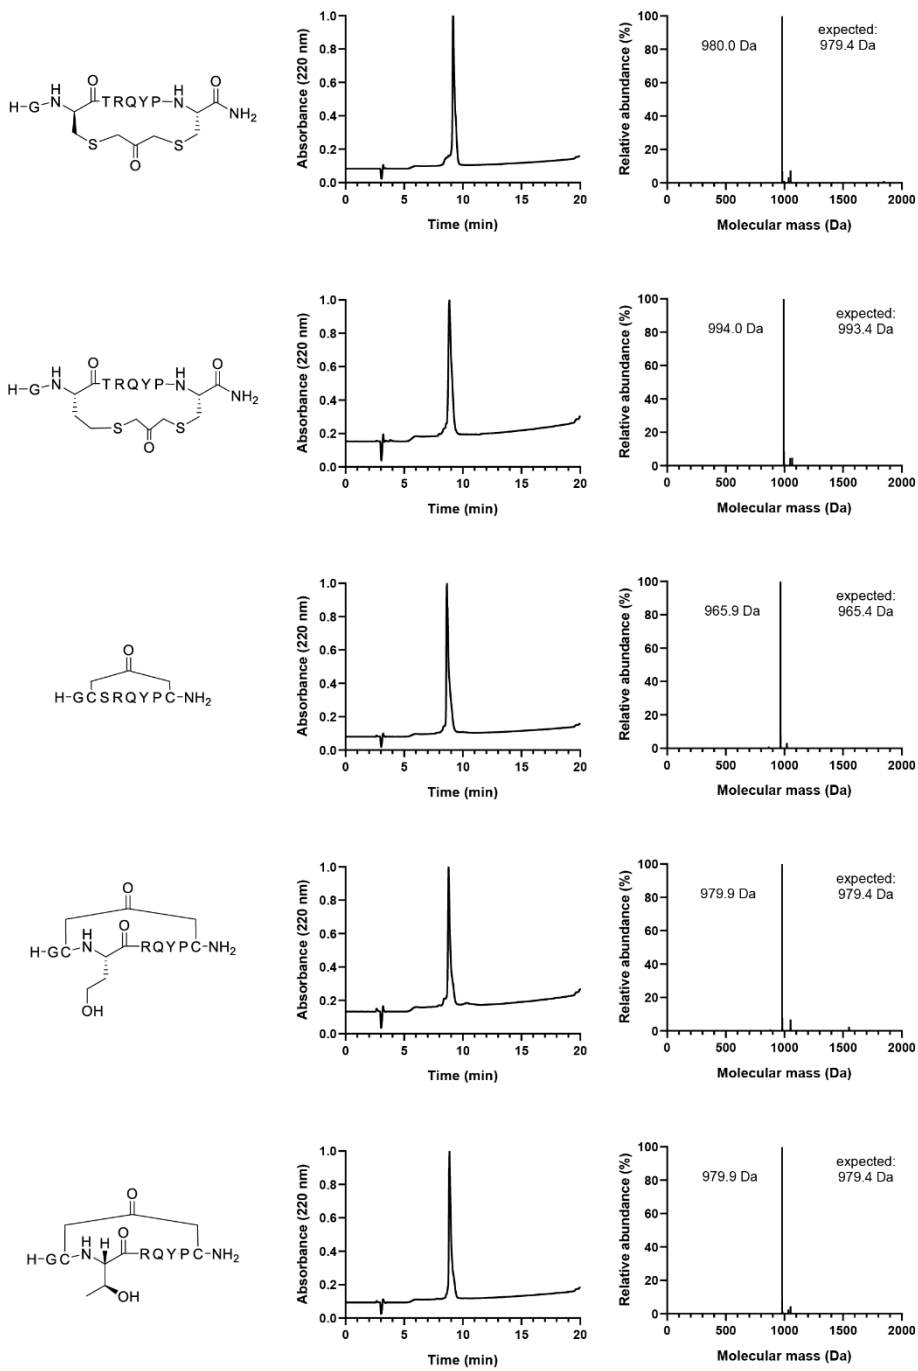 H-G H N O TRQYP N H O NH2
S O S
Absorbance (220 nm)
1.0
0.8
0.6
0.4
0.2
0.0
0 5 10 15 20
Time (min)
Relative abundance (%)
100
80
60
40
20
0
980.0 Da
expected:
979.4 Da
0 500 1000 1500 2000
Molecular mass (Da)
H-G H N O TRQYP N H O NH2
S O S
Absorbance (220 nm)
1.0
0.8
0.6
0.4
0.2
0.0
0 5 10 15 20
Time (min)
Relative abundance (%)
100
80
60
40
20
0
994.0 Da
expected:
993.4 Da
0 500 1000 1500 2000
Molecular mass (Da)
O
H-GCSRQYPC-NH2
Absorbance (220 nm)
1.0
0.8
0.6
0.4
0.2
0.0
0 5 10 15 20
Time (min)
Relative abundance (%)
100
80
60
40
20
0
965.9 Da
expected:
965.4 Da
0 500 1000 1500 2000
Molecular mass (Da)
O
H-GC H N O RQYPC-NH2
OH
Absorbance (220 nm)
1.0
0.8
0.6
0.4
0.2
0.0
0 5 10 15 20
Time (min)
Relative abundance (%)
100
80
60
40
20
0
979.9 Da
expected:
979.4 Da
0 500 1000 1500 2000
Molecular mass (Da)
O
H-GC H N H O RQYPC-NH2
OH
Absorbance (220 nm)
1.0
0.8
0.6
0.4
0.2
0.0
0 5 10 15 20
Time (min)
Relative abundance (%)
100
80
60
40
20
0
979.9 Da
expected:
979.4 Da
0 500 1000 1500 2000
Molecular mass (Da)